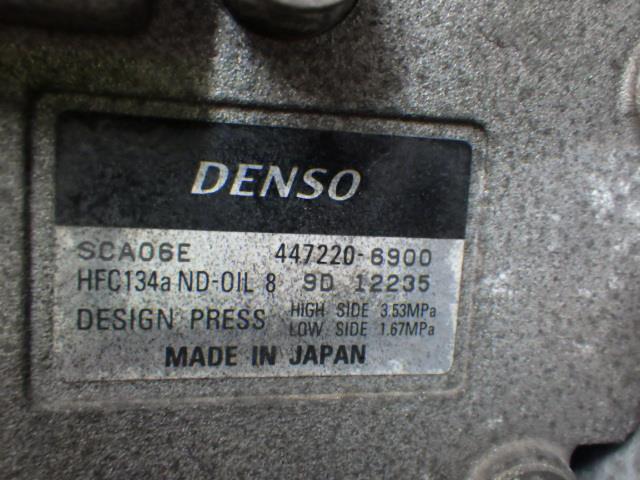 DENSO
SCA06E 447220-6900
HFC134a ND-OIL 8 9D 12235
DESIGN PRESS HIGH SIDE 3.53MPa
LOW SIDE 1.67MPa
MADE IN JAPAN